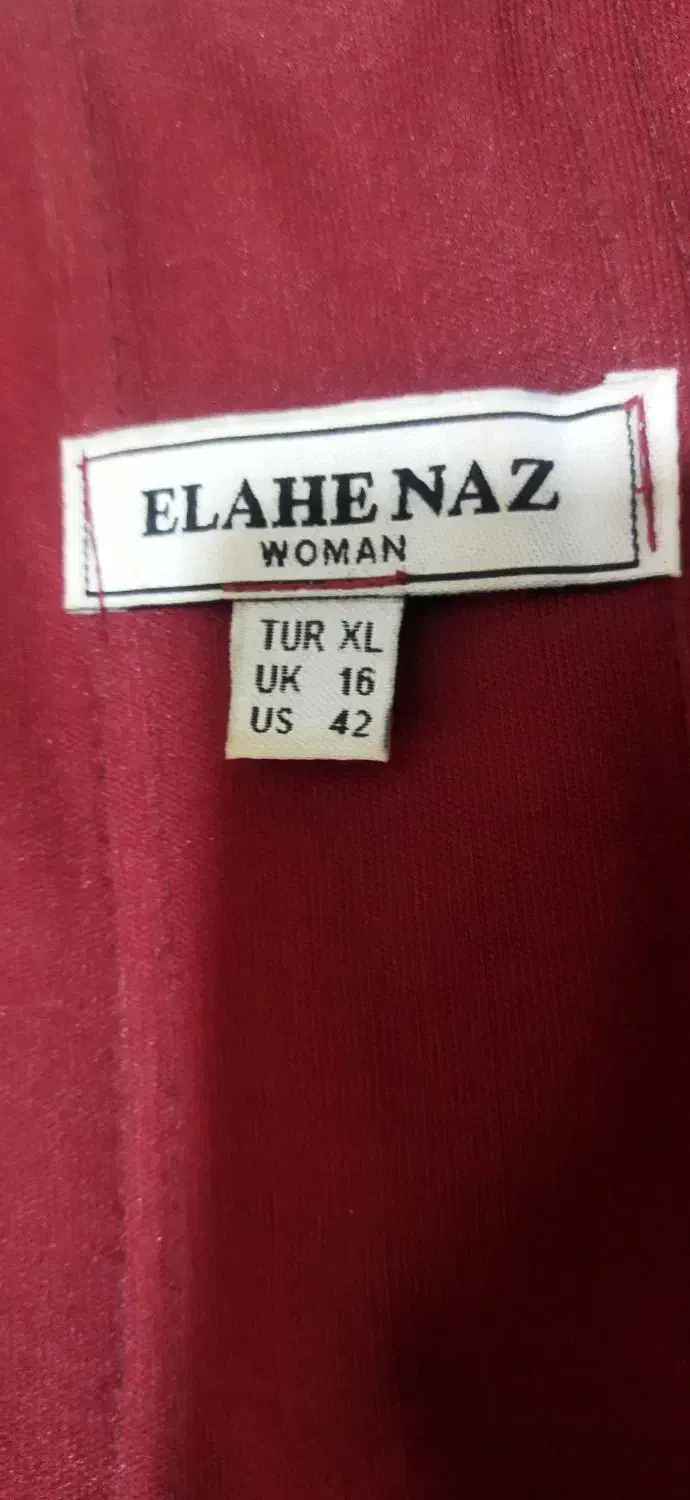 ELAHE NAZ
WOMAN
TUR XL
UK 16
US 42